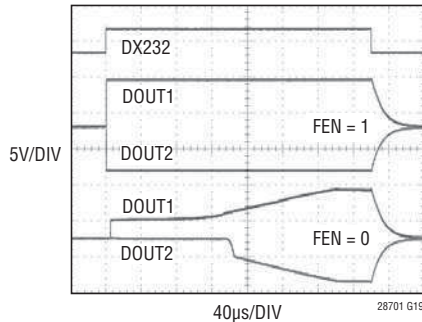 DX232
DOUT1
FEN = 1
5V/DIV
DOUT2
DOUT1
FEN = 0
DOUT2
28701 G19
40µs/DIV